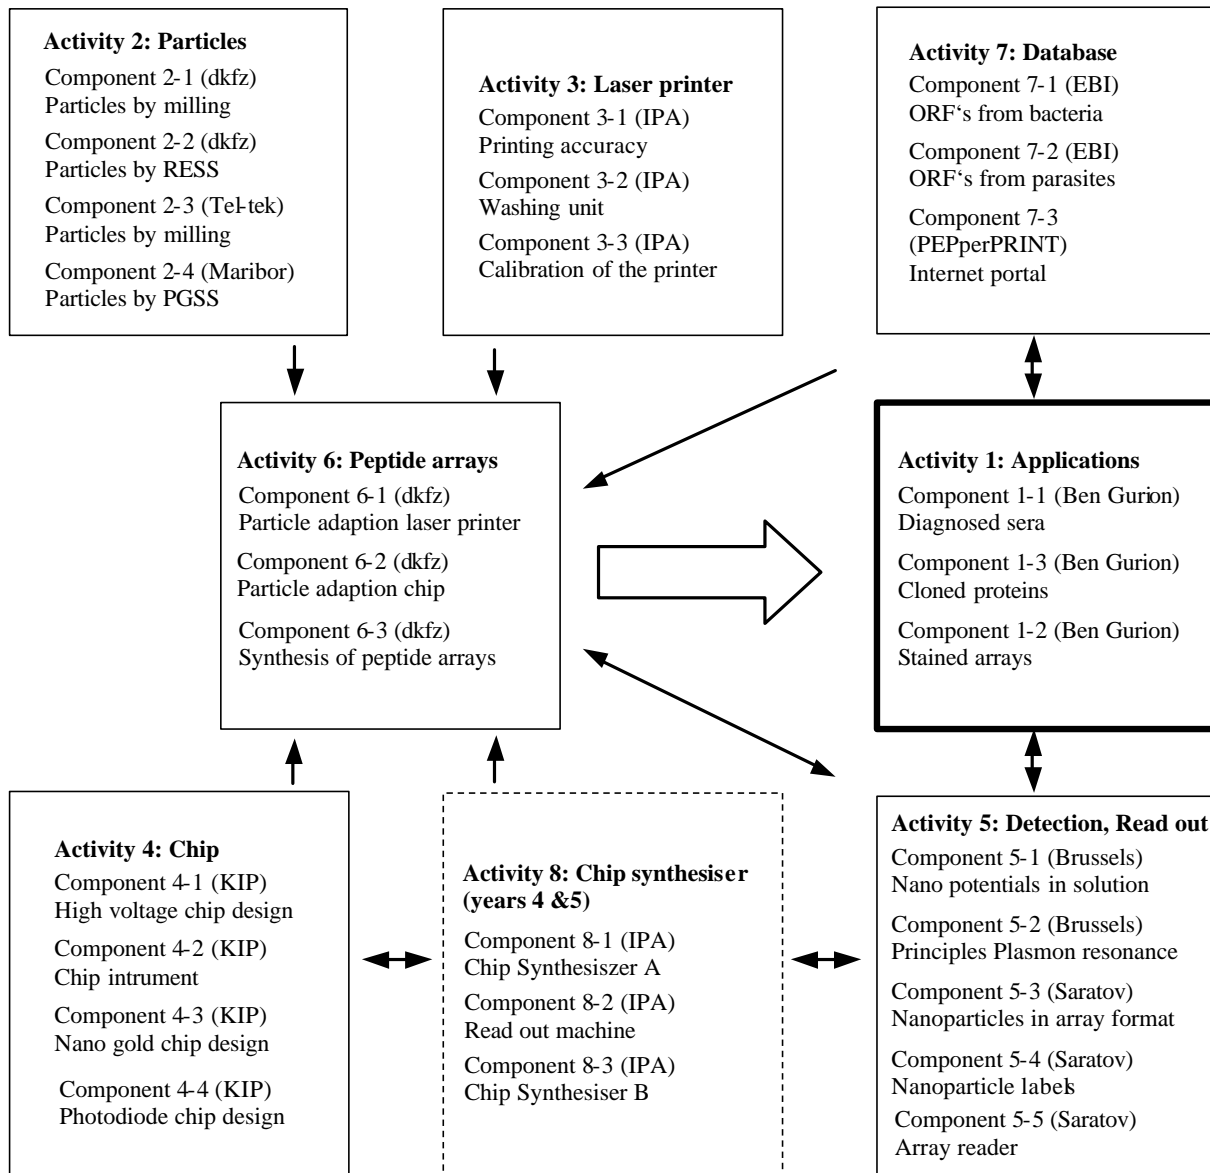 Activity 2: Particles
Component 2-1 (dkfz)
Particles by milling
Component 2-2 (dkfz)
Particles by RESS
Component 2-3 (Tel-tek)
Particles by milling
Component 2-4 (Maribor)
Particles by PGSS
Activity 3: Laser printer
Component 3-1 (IPA)
Printing accuracy
Component 3-2 (IPA)
Washing unit
Component 3-3 (IPA)
Calibration of the printer
Activity 7: Database
Component 7-1 (EBI)
ORF‘s from bacteria
Component 7-2 (EBI)
ORF‘s from parasites
Component 7-3
(PEPperPRINT)
Internet portal
Activity 6: Peptide arrays
Component 6-1 (dkfz)
Particle adaption laser printer
Component 6-2 (dkfz)
Particle adaption chip
Component 6-3 (dkfz)
Synthesis of peptide arrays
Activity 1: Applications
Component 1-1 (Ben Gurion)
Diagnosed sera
Component 1-3 (Ben Gurion)
Cloned proteins
Component 1-2 (Ben Gurion)
Stained arrays
Activity 4: Chip
Component 4-1 (KIP)
High voltage chip design
Component 4-2 (KIP)
Chip intrument
Component 4-3 (KIP)
Nano gold chip design
Component 4-4 (KIP)
Photodiode chip design
Activity 8: Chip synthesiser
(years 4 &5)
Component 8-1 (IPA)
Chip Synthesiszer A
Component 8-2 (IPA)
Read out machine
Component 8-3 (IPA)
Chip Synthesiser B
Activity 5: Detection, Read out
Component 5-1 (Brussels)
Nano potentials in solution
Component 5-2 (Brussels)
Principles Plasmon resonance
Component 5-3 (Saratov)
Nanoparticles in array format
Component 5-4 (Saratov)
Nanoparticle labels
Component 5-5 (Saratov)
Array reader